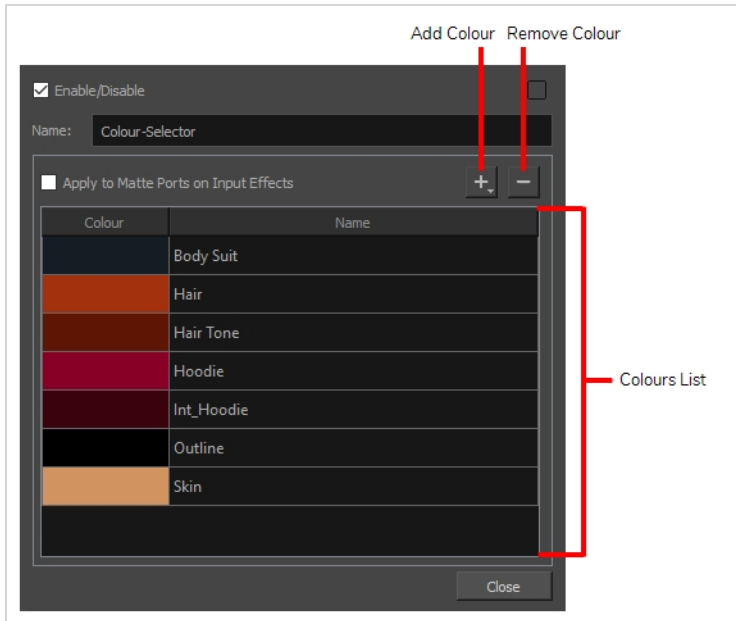 Add Colour Remove Colour
Enable/Disable
Name: Colour-Selector
Apply to Matte Ports on Input Effects
Colour Name
Body Suit
Hair
Hair Tone
Hoodie
Colours List
Int_Hoodie
Outline
Skin
Close